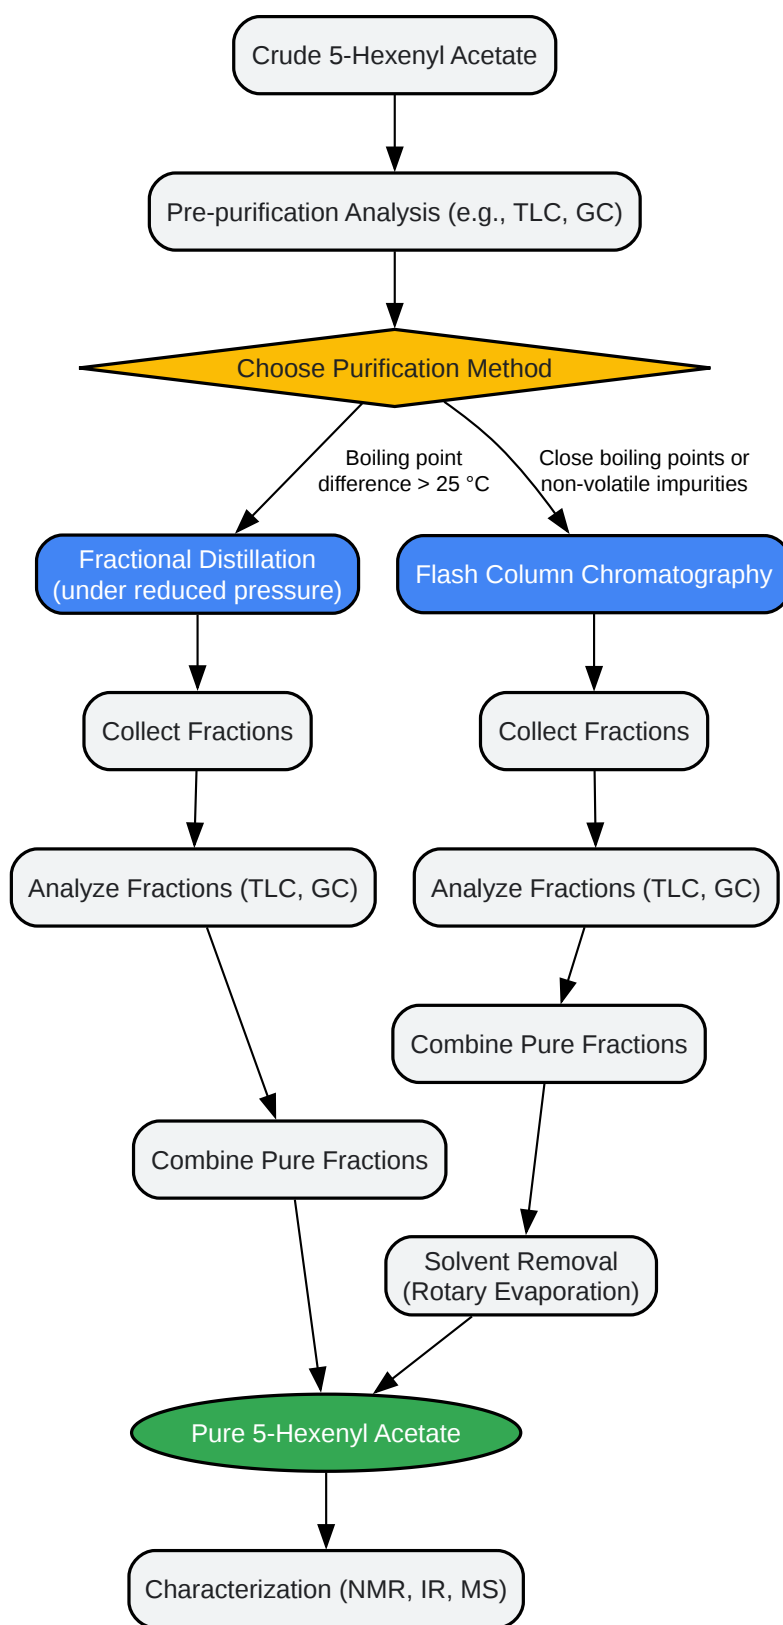 Crude 5-Hexenyl Acetate
Pre-purification Analysis (e.g., TLC, GC)
Choose Purification Method
Boiling point
difference > 25 °C
Close boiling points or
non-volatile impurities
Fractional Distillation
(under reduced pressure)
Flash Column Chromatography
Collect Fractions
Collect Fractions
Analyze Fractions (TLC, GC)
Analyze Fractions (TLC, GC)
Combine Pure Fractions
Combine Pure Fractions
Solvent Removal
(Rotary Evaporation)
Pure 5-Hexenyl Acetate
Characterization (NMR, IR, MS)